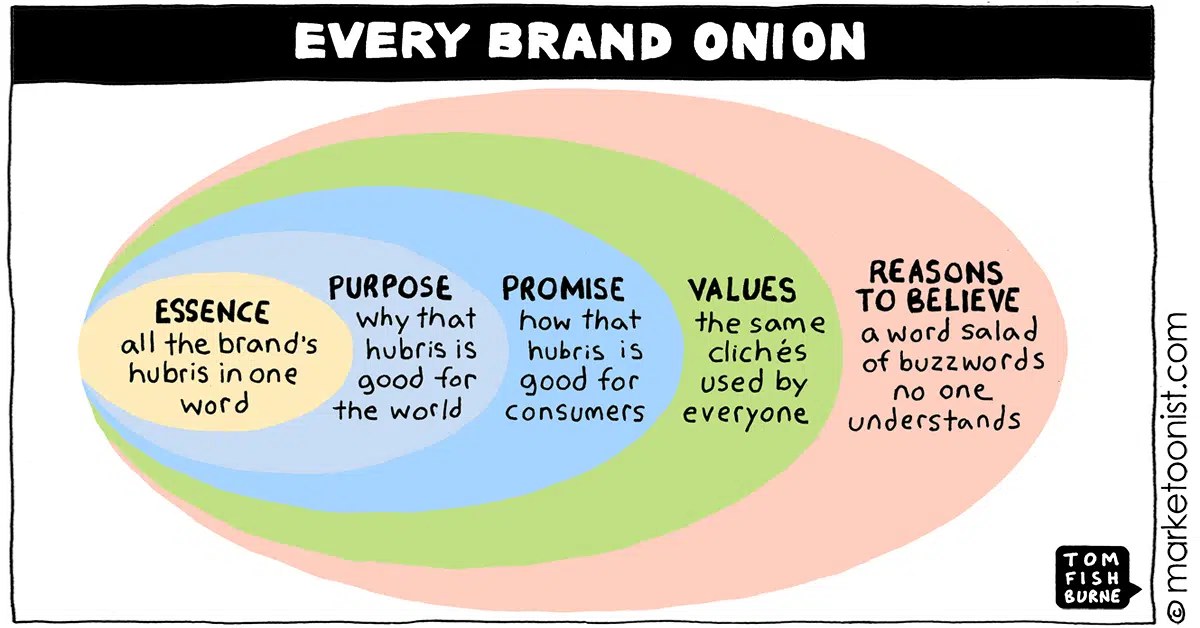 EVERY BRAND ONION
ESSENCE
all the brand's
hubris in one
word
PURPOSE
why that
hubris is
good for
the world
PROMISE
how that
hubris is
good for
consumers
VALUES
the same
clichés
used by
everyone
REASONS
TO BELIEVE
a word salad
of buzzwords
no one
understands
TOM
FISH
BURNE
© marketoonist.com